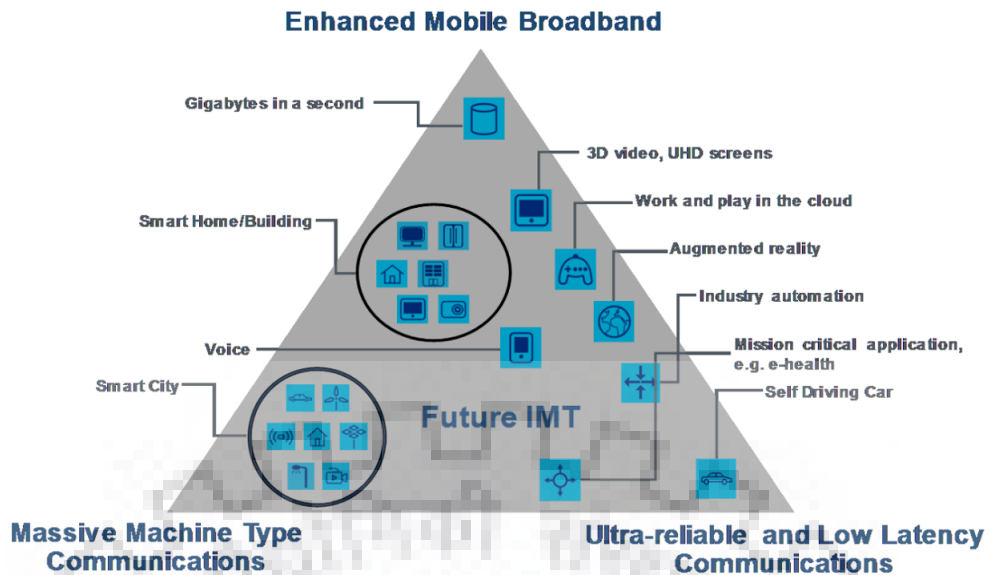 Enhanced Mobile Broadband
Gigabytes in a second
3D video, UHD screens
Work and play in the cloud
Smart Home/Building
Augmented reality
Industry automation
Voice
Mission critical application,
e.g. e-health
Smart City
Self Driving Car
Future IMT
Massive Machine Type
Communications
Ultra-reliable and Low Latency
Communications